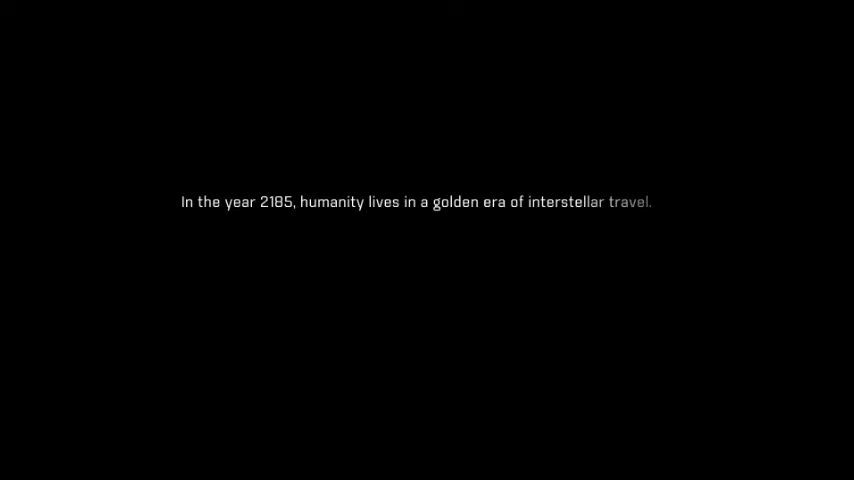 In the year 2185, humanity lives in a golden era of interstellar travel.